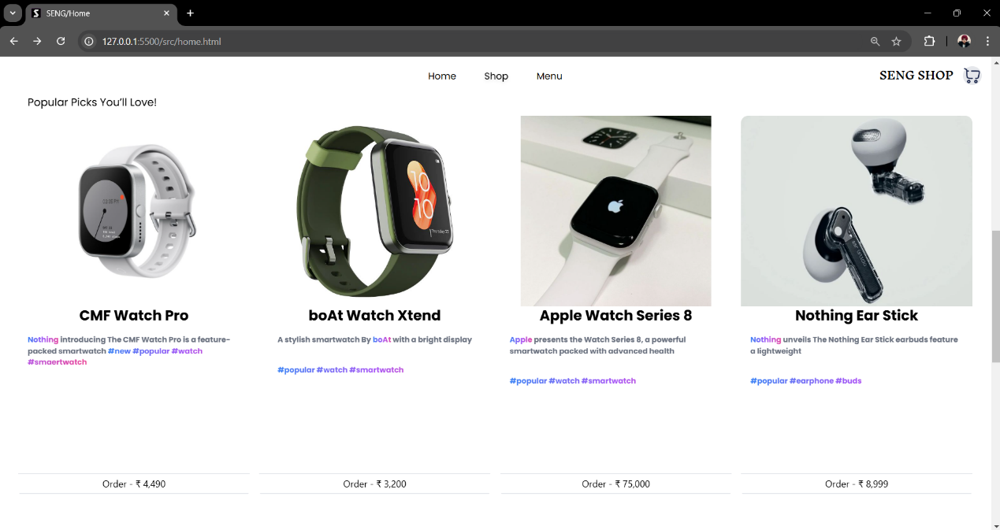 SENG/Home
127.0.0.1:5500/src/home.html
Home Shop Menu SENG SHOP
Popular Picks You'll Love!
CMF Watch Pro
Nothing introducing The CMF Watch Pro is a feature-
packed smartwatch #new #popular #watch
#smaertwatch
Order - ₹ 4,490
10
10
boAt Watch Xtend
A stylish smartwatch By boAt with a bright display
#popular #watch #smartwatch
Order - ₹ 3,200
Apple Watch Series 8
Apple presents the Watch Series 8, a powerful
smartwatch packed with advanced health
#popular #watch #smartwatch
Order - ₹ 75,000
Nothing Ear Stick
Nothing unveils The Nothing Ear Stick earbuds feature
a lightweight
#popular #earphone #buds
Order - ₹ 8,999